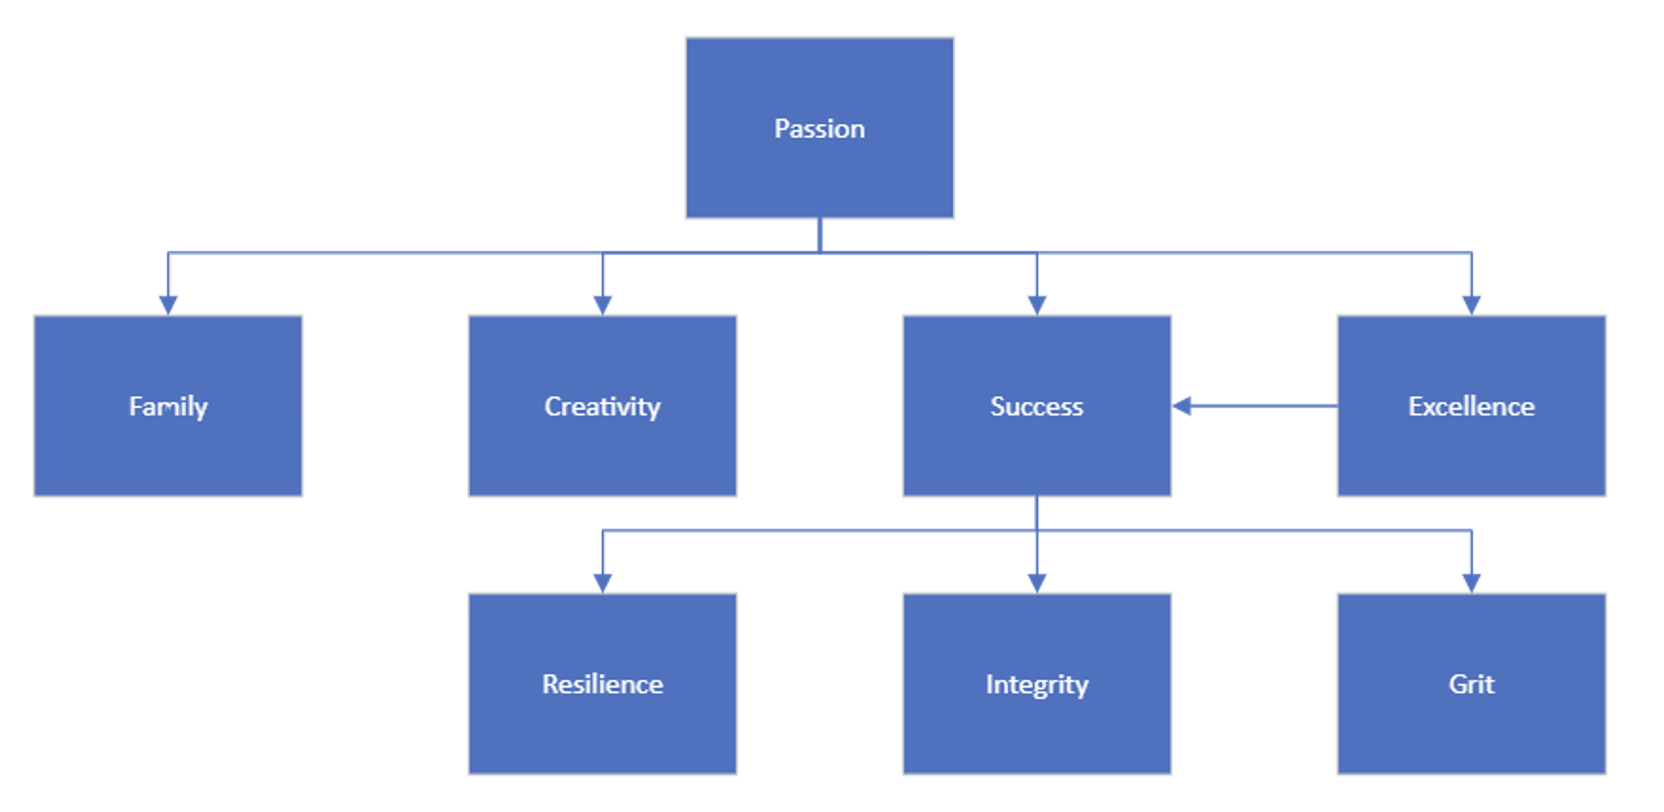 Passion
Family
Creativity
Success
Excellence
Resilience
Integrity
Grit